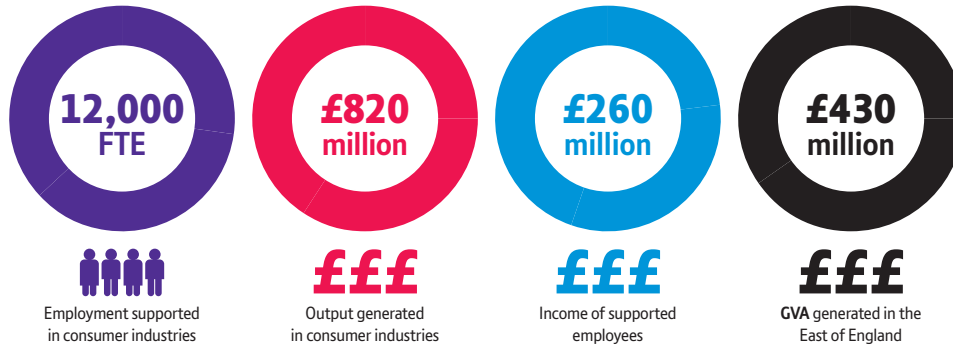 12,000
FTE
£820
million
£260
million
£430
million
£££
£££
£££
Employment supported
in consumer industries
Output generated
in consumer industries
Income of supported
employees
GVA generated in the
East of England